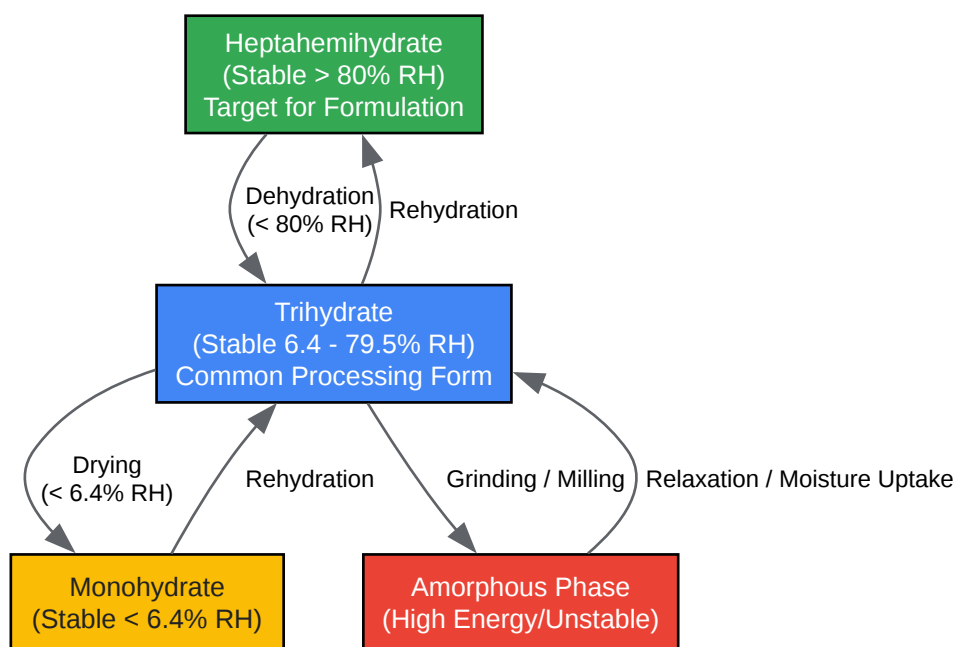 Heptahemihydrate
(Stable > 80% RH)
Target for Formulation
Dehydration
(< 80% RH)
Rehydration
Trihydrate
(Stable 6.4 - 79.5% RH)
Common Processing Form
Drying
(< 6.4% RH)
Rehydration
Grinding / Milling
Relaxation / Moisture Uptake
Monohydrate
(Stable < 6.4% RH)
Amorphous Phase
(High Energy/Unstable)